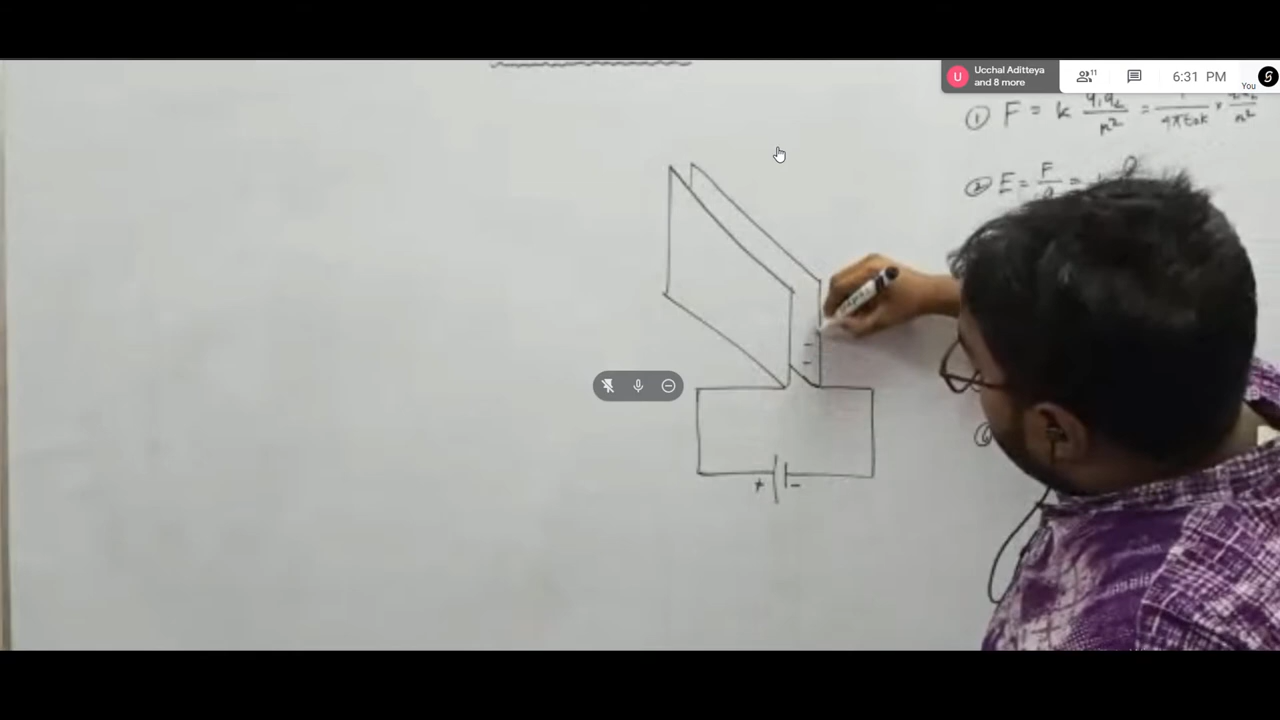 Ucchal Aditteya
and 8 more
11
6:31 PM
You
① F = k q₁q₂/r² = 1/4πε₀k ×
② E = F/q =
+ -